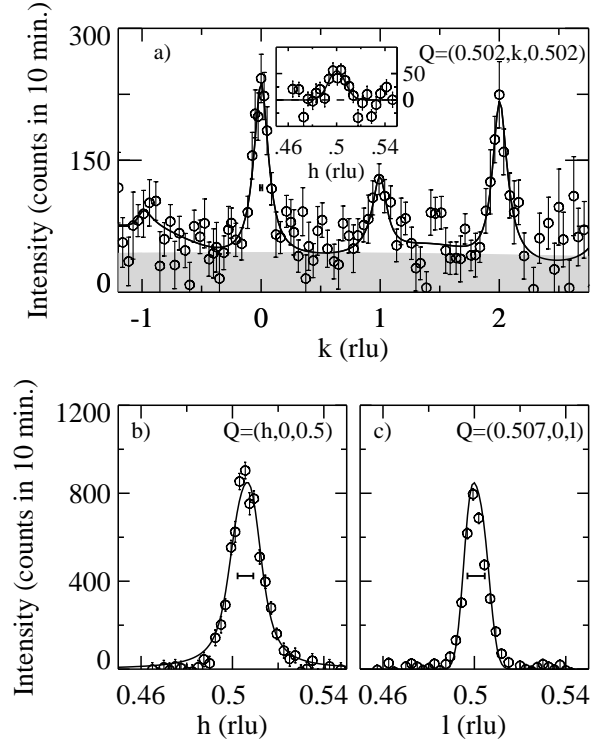 300
a)
Q=(0.502,k,0.502)
50
0
.46 .5 .54
h (rlu)
150
0
Intensity (counts in 10 min.)
-1 0 1 2
k (rlu)
1200
b)
Q=(h,0,0.5)
c)
Q=(0.507,0,l)
800
400
0
Intensity (counts in 10 min.)
0.46 0.5 0.54
h (rlu)
0.46 0.5 0.54
l (rlu)